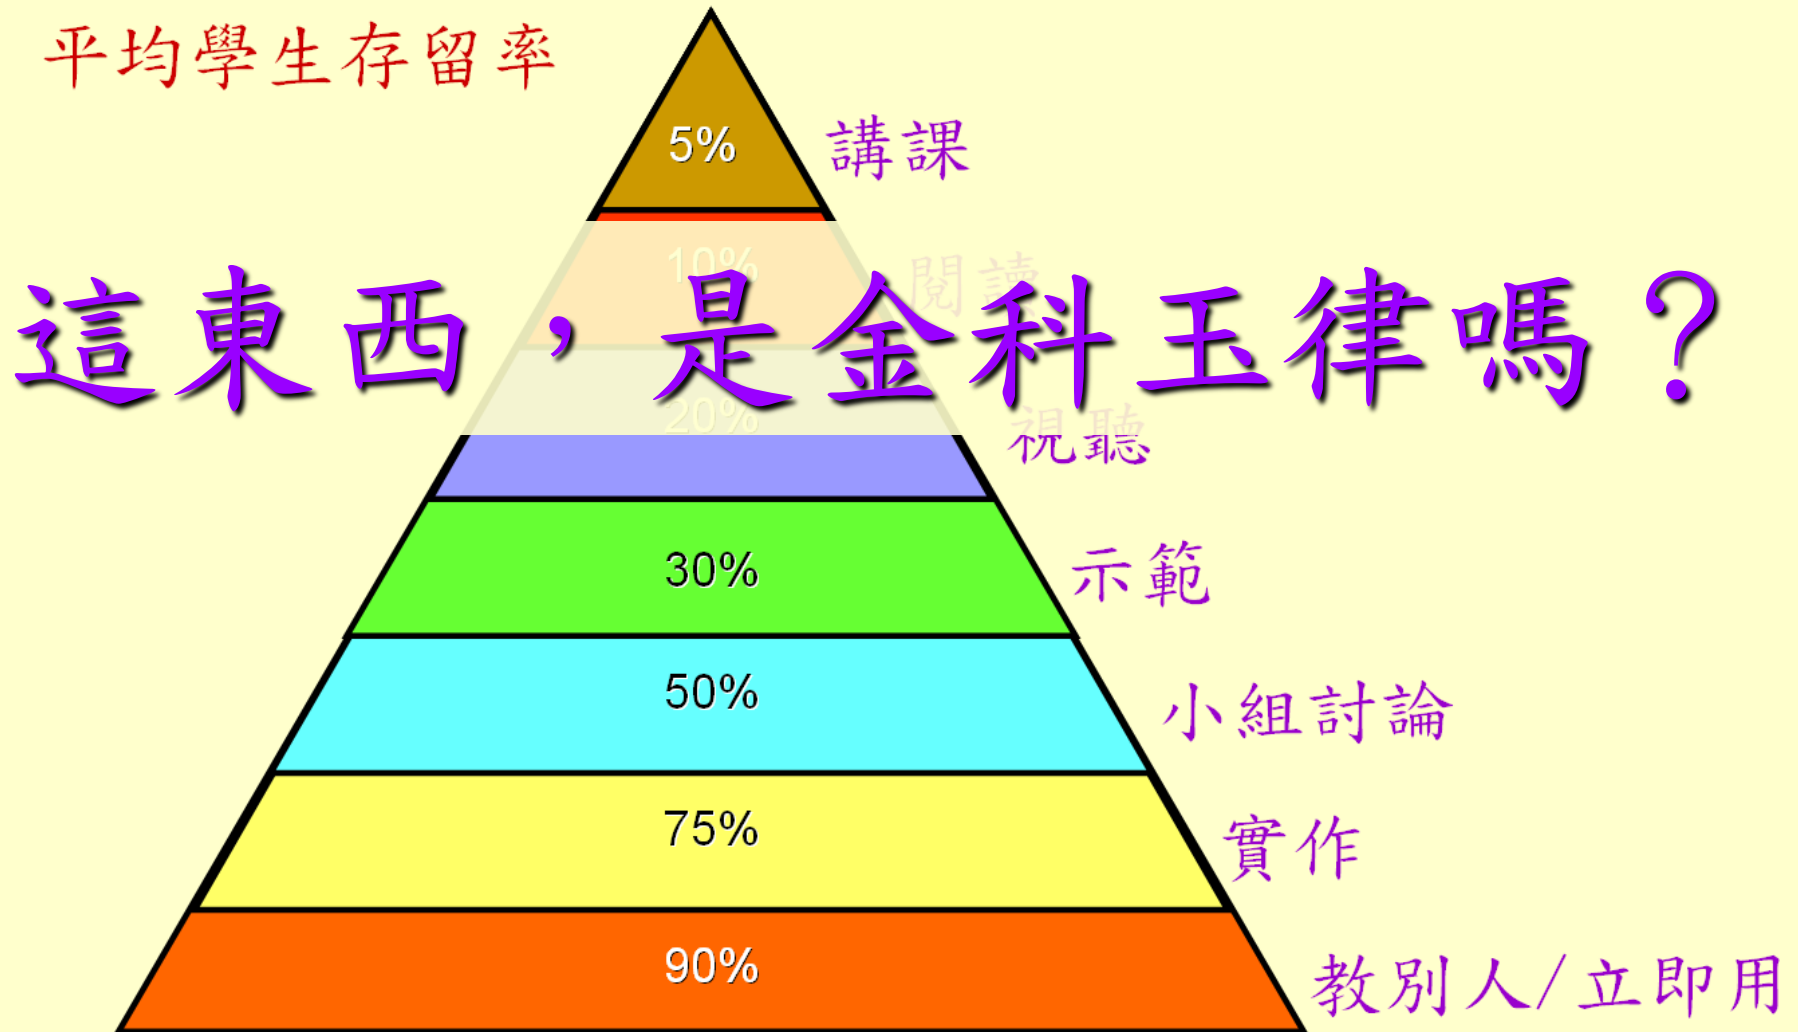 平均學生存留率
5% 講課
10% 閱讀
這東西，是金科玉律嗎？
20% 視聽
30% 示範
50% 小組討論
75% 實作
90% 教別人/立即用